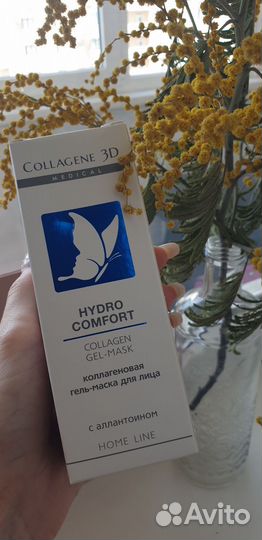 COLLAGENE 3D
MEDICAL
HYDRO
COMFORT
COLLAGEN
GEL-MASK
коллагеновая
гель-маска для лица
с аллантоином
HOME LINE
Avito